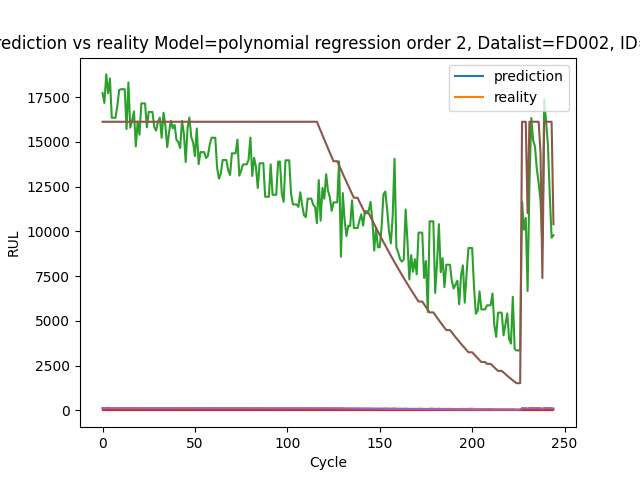 rediction vs reality Model=polynomial regression order 2, Datalist=FD002, ID=
prediction
reality
17500
15000
12500
10000
7500
5000
2500
0
RUL
0 50 100 150 200 250
Cycle